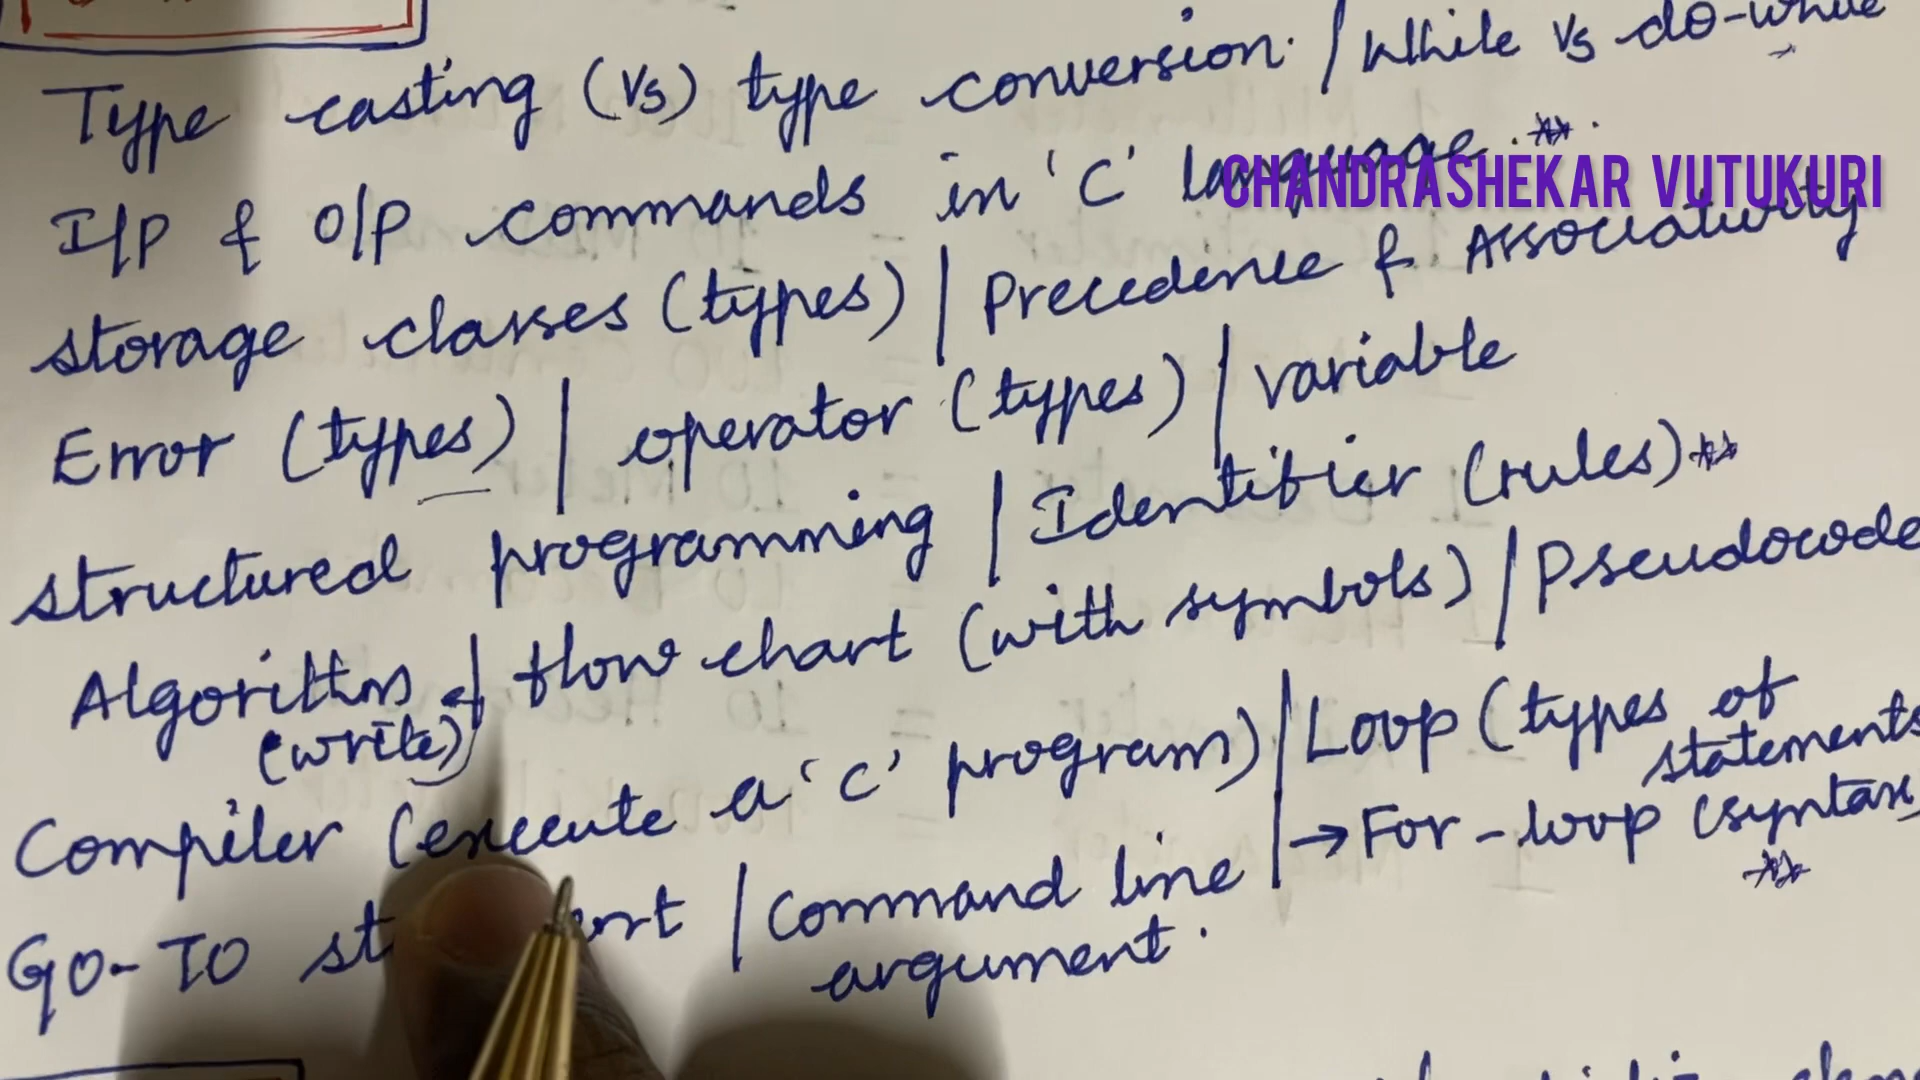 Type casting (Vs) type conversion. / While Vs do-while
I/P & O/P commands in 'C' language. **.
CHANDRASHEKAR VUTUKURI
storage classes (types) | Precedence & Associativity
Error (types) | operator (types) | variable
structured programming | Identifier (rules) **
Algorithm & | flow chart (with symbols) | Pseudocode
(write)
Compiler (execute a 'C' program) | Loop (types of
statements
→ For-loop (syntax)
**
GO-TO | Command line
argument.